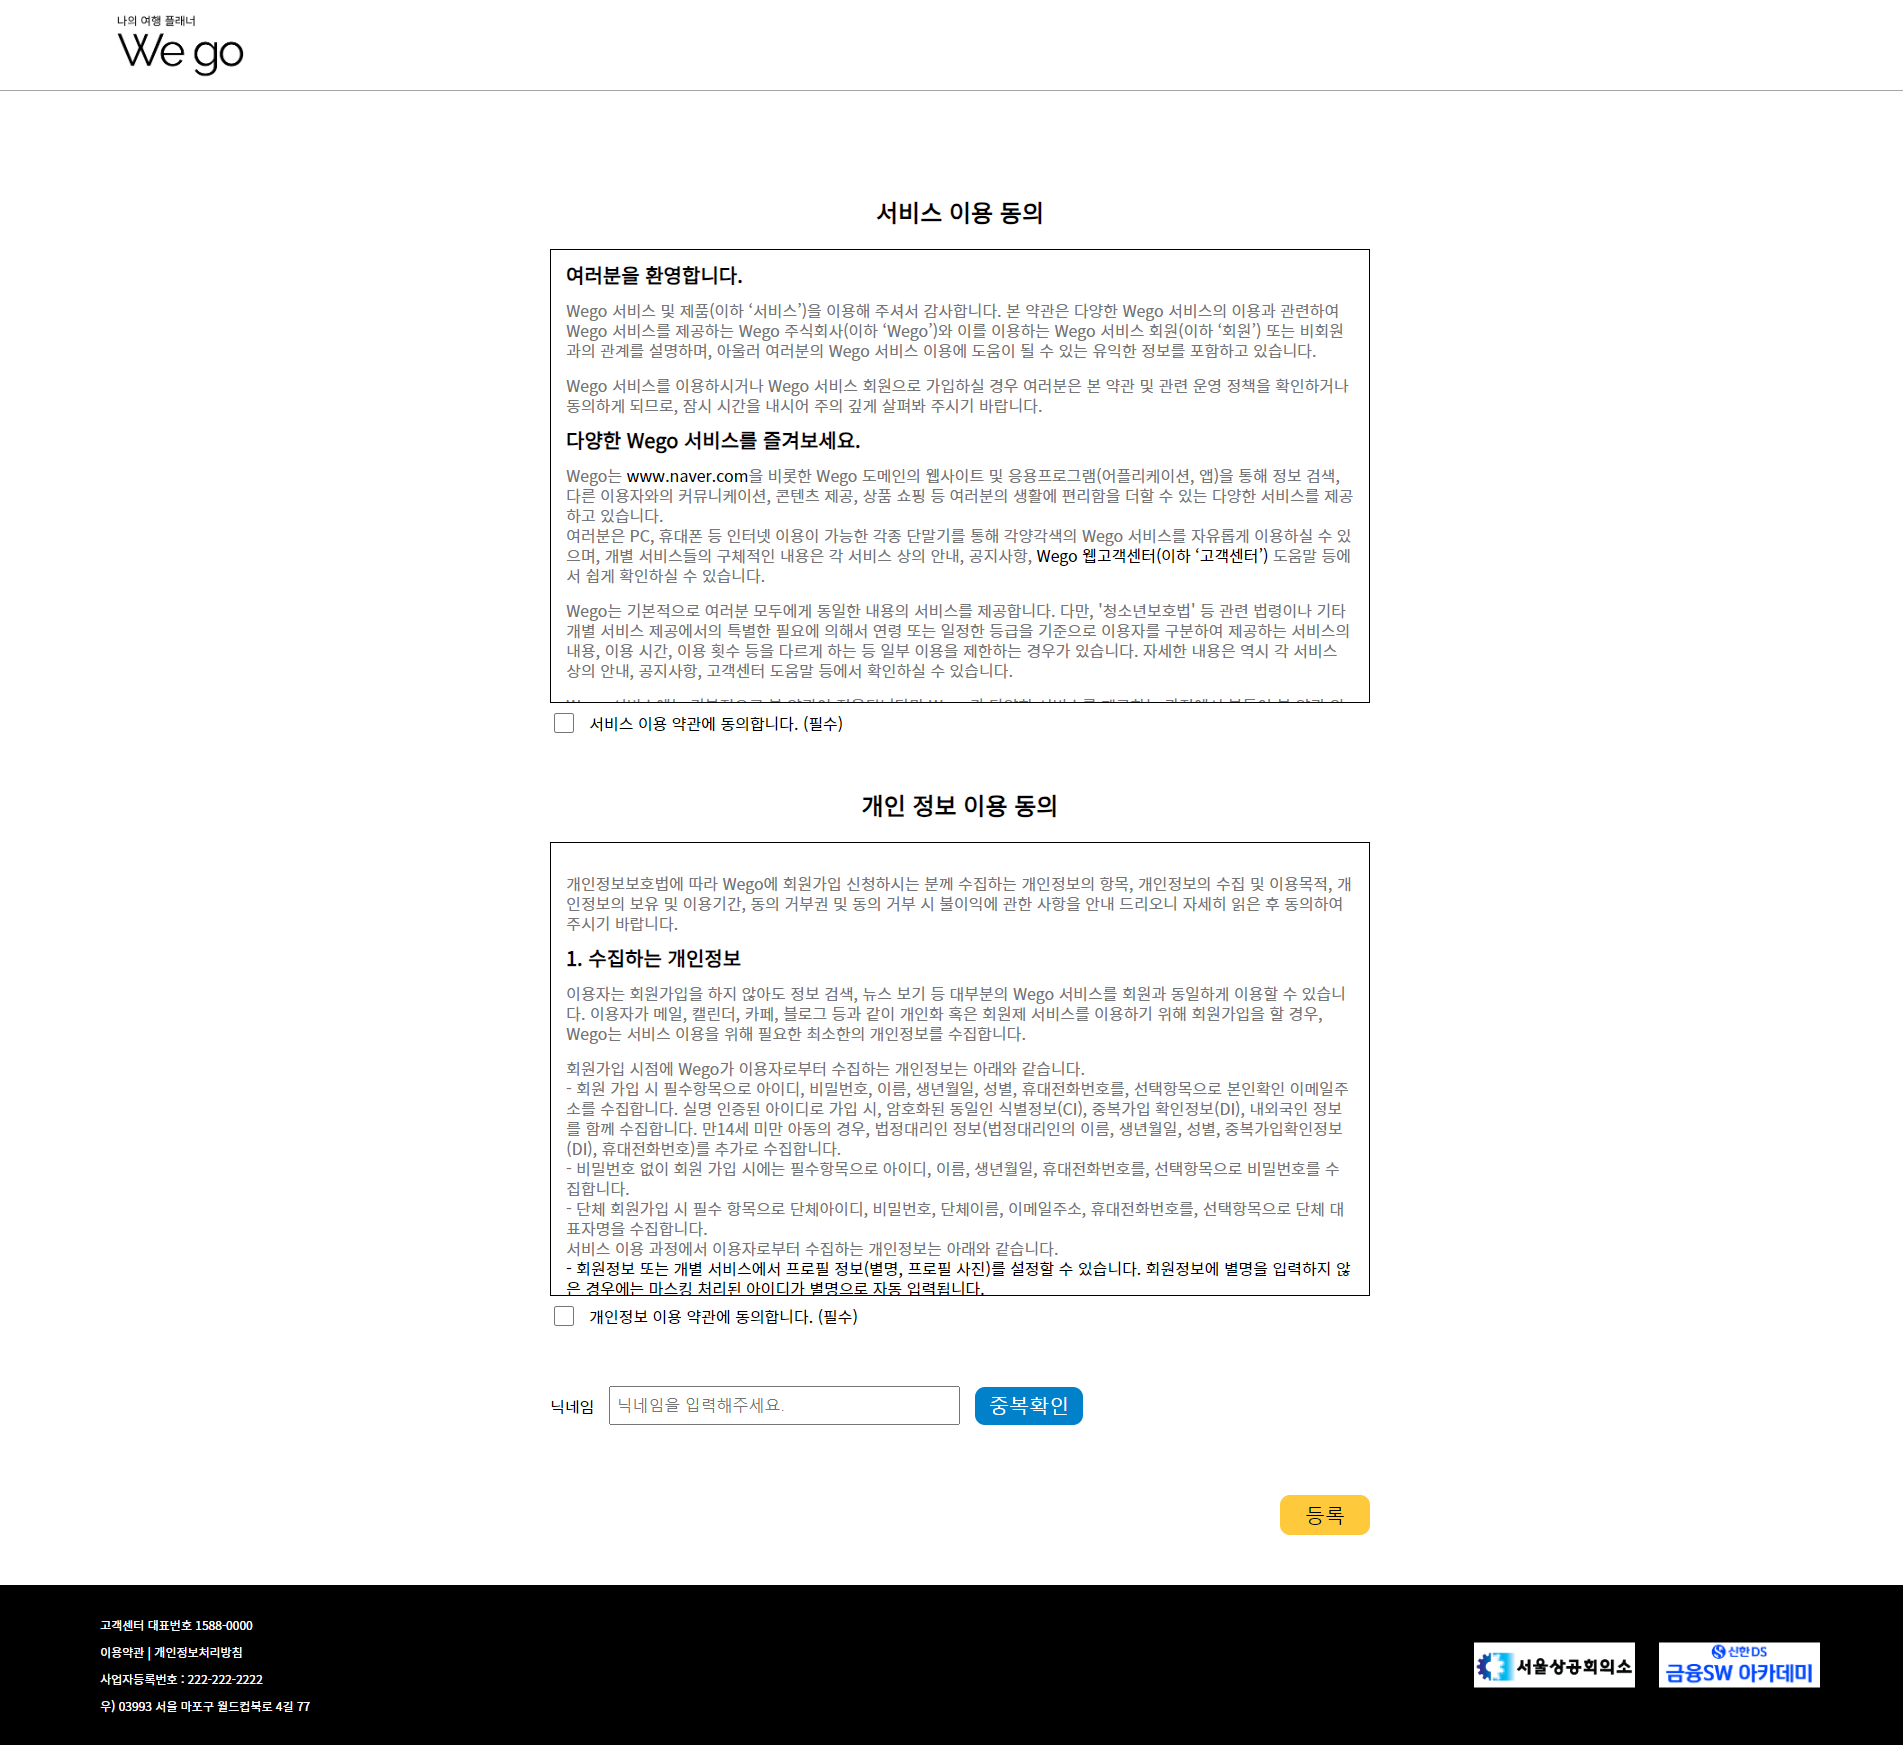 나의 여행 플래너
We go
서비스 이용 동의
여러분을 환영합니다.
Wego 서비스 및 제품(이하 ‘서비스’)을 이용해 주셔서 감사합니다. 본 약관은 다양한 Wego 서비스의 이용과 관련하여
Wego 서비스를 제공하는 Wego 주식회사(이하 ‘Wego’)와 이를 이용하는 Wego 서비스 회원(이하 ‘회원’) 또는 비회원
과의 관계를 설명하며, 아울러 여러분의 Wego 서비스 이용에 도움이 될 수 있는 유익한 정보를 포함하고 있습니다.
Wego 서비스를 이용하시거나 Wego 서비스 회원으로 가입하실 경우 여러분은 본 약관 및 관련 운영 정책을 확인하거나
동의하게 되므로, 잠시 시간을 내시어 주의 깊게 살펴봐 주시기 바랍니다.
다양한 Wego 서비스를 즐겨보세요.
Wego는 www.naver.com을 비롯한 Wego 도메인의 웹사이트 및 응용프로그램(어플리케이션, 앱)을 통해 정보 검색,
다른 이용자와의 커뮤니케이션, 콘텐츠 제공, 상품 쇼핑 등 여러분의 생활에 편리함을 더할 수 있는 다양한 서비스를 제공
하고 있습니다.
여러분은 PC, 휴대폰 등 인터넷 이용이 가능한 각종 단말기를 통해 각양각색의 Wego 서비스를 자유롭게 이용하실 수 있
으며, 개별 서비스들의 구체적인 내용은 각 서비스 상의 안내, 공지사항, Wego 웹고객센터(이하 ‘고객센터’) 도움말 등에
서 쉽게 확인하실 수 있습니다.
Wego는 기본적으로 여러분 모두에게 동일한 내용의 서비스를 제공합니다. 다만, '청소년보호법' 등 관련 법령이나 기타
개별 서비스 제공에서의 특별한 필요에 의해서 연령 또는 일정한 등급을 기준으로 이용자를 구분하여 제공하는 서비스의
내용, 이용 시간, 이용 횟수 등을 다르게 하는 등 일부 이용을 제한하는 경우가 있습니다. 자세한 내용은 역시 각 서비스
상의 안내, 공지사항, 고객센터 도움말 등에서 확인하실 수 있습니다.
서비스 이용 약관에 동의합니다. (필수)
개인 정보 이용 동의
개인정보보호법에 따라 Wego에 회원가입 신청하시는 분께 수집하는 개인정보의 항목, 개인정보의 수집 및 이용목적, 개
인정보의 보유 및 이용기간, 동의 거부권 및 동의 거부 시 불이익에 관한 사항을 안내 드리오니 자세히 읽은 후 동의하여
주시기 바랍니다.
1. 수집하는 개인정보
이용자는 회원가입을 하지 않아도 정보 검색, 뉴스 보기 등 대부분의 Wego 서비스를 회원과 동일하게 이용할 수 있습니
다. 이용자가 메일, 캘린더, 카페, 블로그 등과 같이 개인화 혹은 회원제 서비스를 이용하기 위해 회원가입을 할 경우,
Wego는 서비스 이용을 위해 필요한 최소한의 개인정보를 수집합니다.
회원가입 시점에 Wego가 이용자로부터 수집하는 개인정보는 아래와 같습니다.
- 회원 가입 시 필수항목으로 아이디, 비밀번호, 이름, 생년월일, 성별, 휴대전화번호를, 선택항목으로 본인확인 이메일주
소를 수집합니다. 실명 인증된 아이디로 가입 시, 암호화된 동일인 식별정보(CI), 중복가입 확인정보(DI), 내외국인 정보
를 함께 수집합니다. 만14세 미만 아동의 경우, 법정대리인 정보(법정대리인의 이름, 생년월일, 성별, 중복가입확인정보
(DI), 휴대전화번호)를 추가로 수집합니다.
- 비밀번호 없이 회원 가입 시에는 필수항목으로 아이디, 이름, 생년월일, 휴대전화번호를, 선택항목으로 비밀번호를 수
집합니다.
- 단체 회원가입 시 필수 항목으로 단체아이디, 비밀번호, 단체이름, 이메일주소, 휴대전화번호를, 선택항목으로 단체 대
표자명을 수집합니다.
서비스 이용 과정에서 이용자로부터 수집하는 개인정보는 아래와 같습니다.
- 회원정보 또는 개별 서비스에서 프로필 정보(별명, 프로필 사진)를 설정할 수 있습니다. 회원정보에 별명을 입력하지 않
은 경우에는 마스킹 처리된 아이디가 별명으로 자동 입력됩니다.
개인정보 이용 약관에 동의합니다. (필수)
닉네임 닉네임을 입력해주세요. 중복확인
등록
고객센터 대표번호 1588-0000
이용약관 | 개인정보처리방침
사업자등록번호 : 222-222-2222
우) 03993 서울 마포구 월드컵북로 4길 77
서울상공회의소
신한DS
금융SW 아카데미